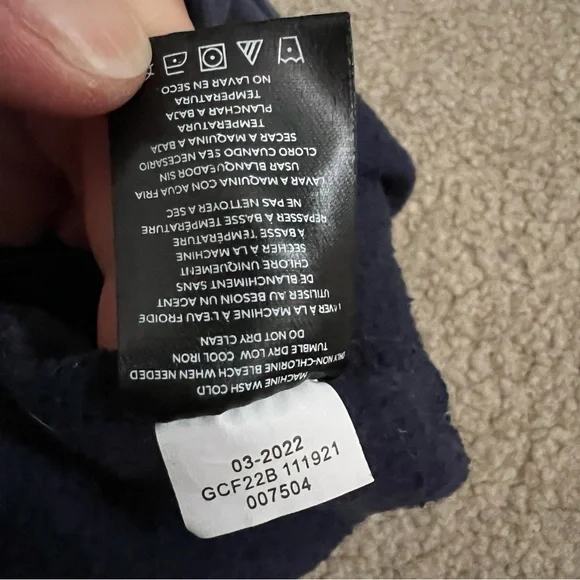 MACHINE WASH COLD
ONLY NON-CHLORINE BLEACH WHEN NEEDED
TUMBLE DRY LOW COOL IRON
DO NOT DRY CLEAN
VER À LA MACHINE À L'EAU FROIDE
UTILISER AU BESOIN UN ACENT
DE BLANCHIMENT SANS
CHLORE UNIQUEMENT
SÉCHER A LA MACHINE
À BASSE TEMPÉRATURE
REPASSER À BASSE TEMPÉRATURE
NE PAS NETTOYER A SEC
LAVAR A MAQUINA CON AGUA FRIA
USAR BLANQUEADOR SIN
CLORO CUANDO SEA NECESARIO
SECAR A MAQUINA A BAJA
TEMPERATURA
PLANCHAR A BAJA
TEMPERATURA
NO LAVAR EN SECO
03-2022
GCF22B 111921
007504